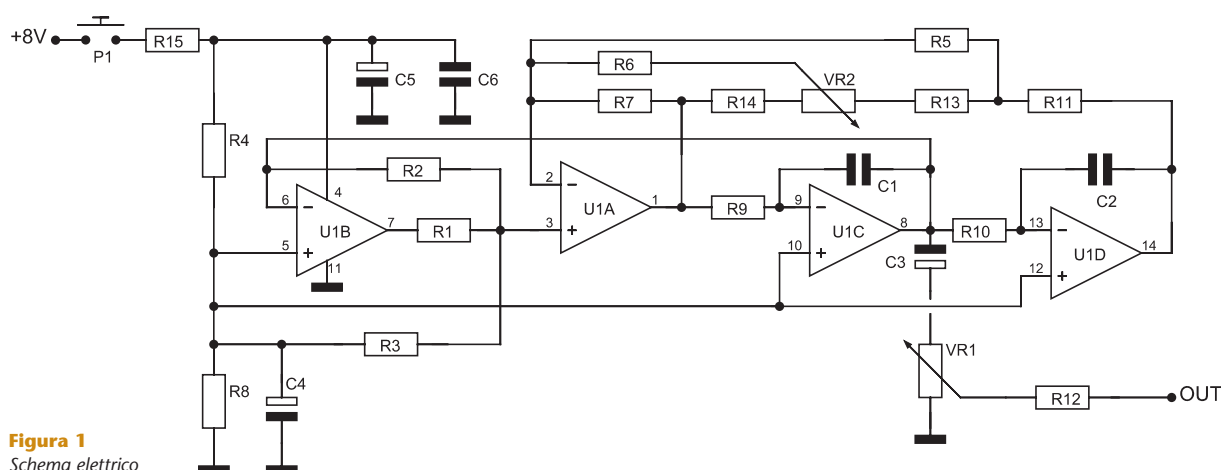 +8V
P1
R15
C5
C6
R5
R6
VR2
R7
R14
R13
R11
R4
R2
C1
C2
2
1
U1A
3
6
4
7
U1B
R1
5
11
R9
9
8
U1C
10
R10
13
14
U1D
12
C3
R3
VR1
R8
C4
R12
OUT
Figura 1
Schema elettrico